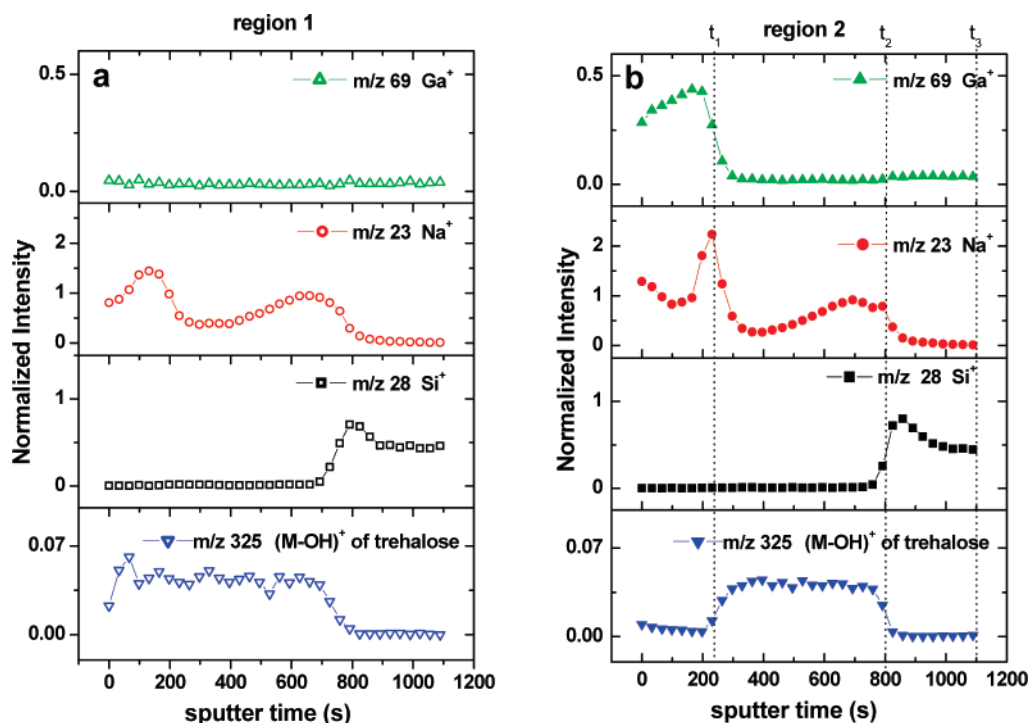 region 1
a
m/z 69 Ga+
0.5
0.0
m/z 23 Na+
2
1
0
m/z 28 Si+
1
0
m/z 325 (M-OH)+ of trehalose
0.07
0.00
Normalized Intensity
0 200 400 600 800 1000 1200
sputter time (s)
t1 region 2 t2 t3
b
m/z 69 Ga+
0.5
0.0
m/z 23 Na+
2
1
0
m/z 28 Si+
1
0
m/z 325 (M-OH)+ of trehalose
0.07
0.00
Normalized Intensity
0 200 400 600 800 1000
sputter time (s)